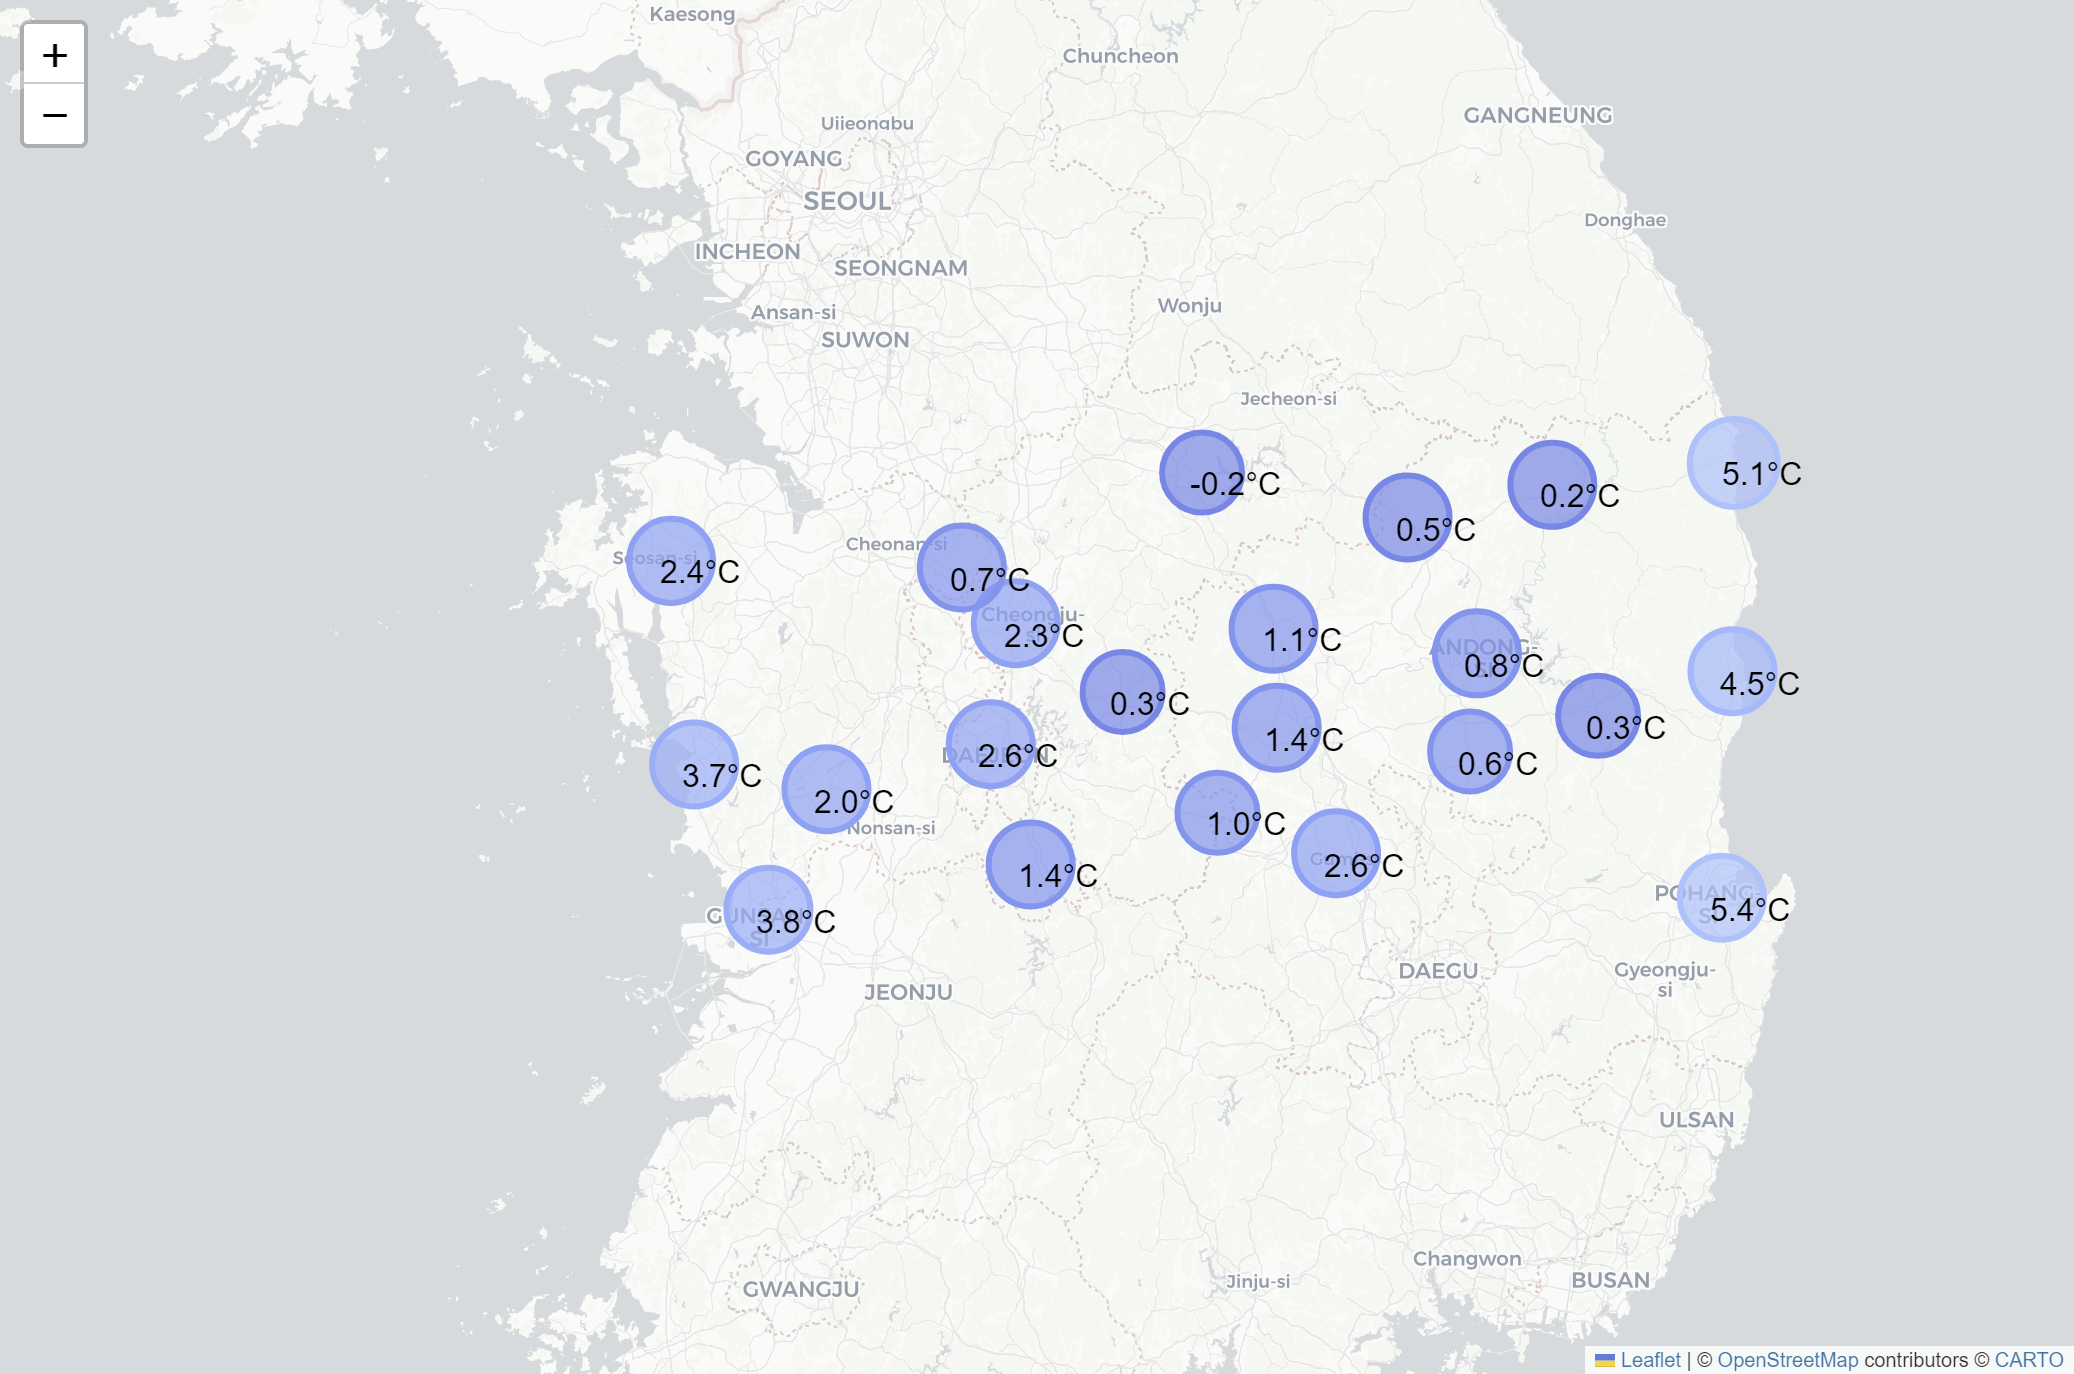 +
−
Kaesong
Chuncheon
GANGNEUNG
Uijeongbu
GOYANG
SEOUL
Donghae
INCHEON
SEONGNAM
Wonju
Ansan-si
SUWON
Jecheon-si
5.1°C
-0.2°C
0.2°C
0.5°C
Cheonan-si
Seosan-si
2.4°C
0.7°C
Cheongju-
2.3°C
1.1°C
ANDONG-
0.8°C
4.5°C
0.3°C
0.3°C
1.4°C
DAEJEON
2.6°C
0.6°C
3.7°C
2.0°C
1.0°C
Nonsan-si
2.6°C
1.4°C
POHANG-
5.4°C
GUNSAN-
SI
3.8°C
DAEGU
Gyeongju-
si
JEONJU
ULSAN
Changwon
BUSAN
Jinju-si
GWANGJU
Leaflet | © OpenStreetMap contributors © CARTO